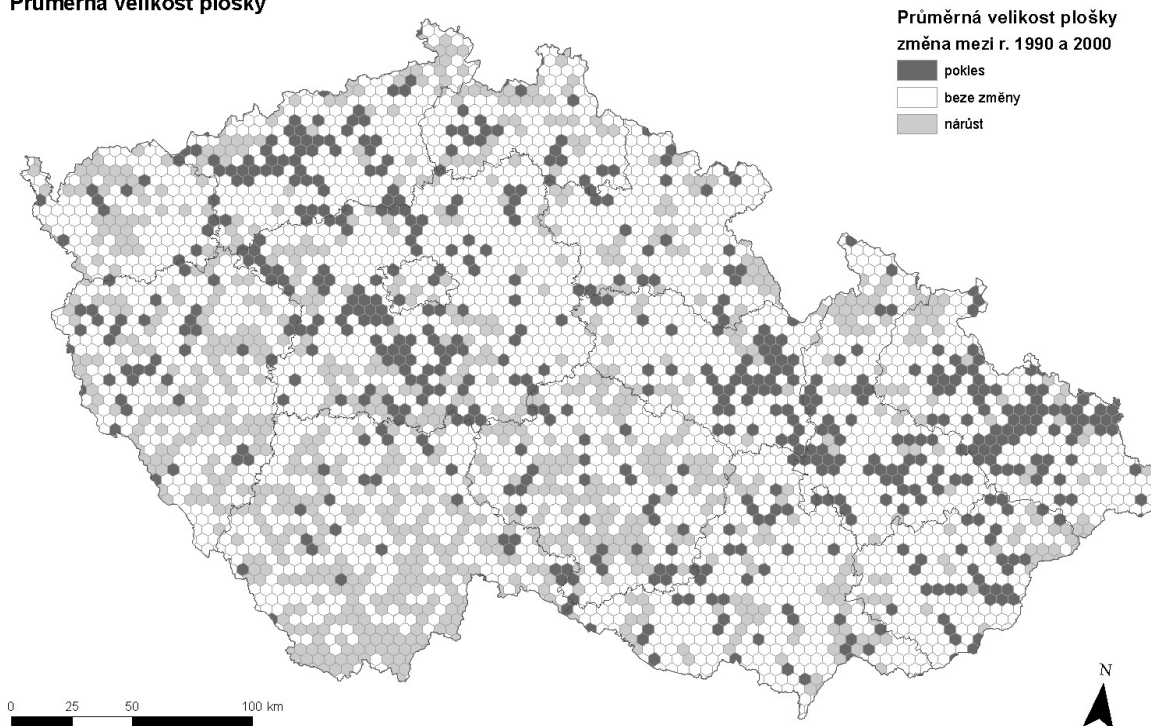 Průměrná velikost plošky
Průměrná velikost plošky
změna mezi r. 1990 a 2000
pokles
beze změny
nárůst
0 25 50 100 km
N